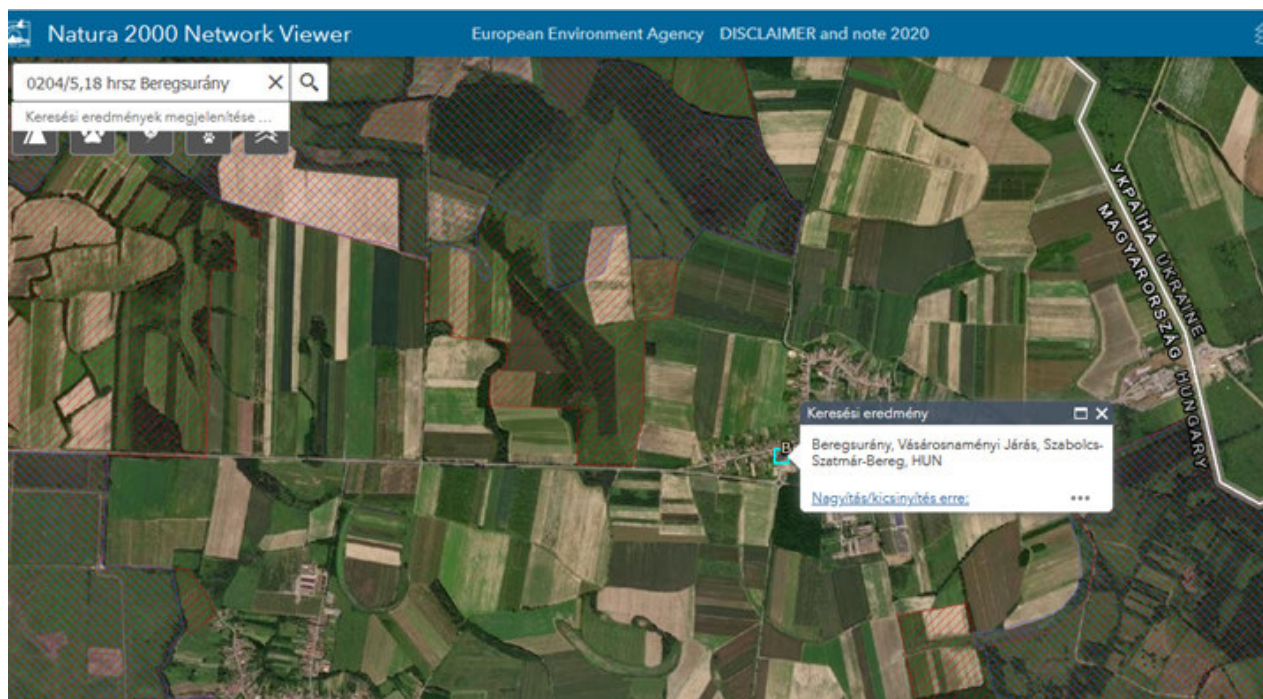 Natura 2000 Network Viewer
European Environment Agency DISCLAIMER and note 2020
0204/5,18 hrsz Beregsurány
Keresési eredmények megjelenítése ...
УКРАЇНА UKRAINE
MAGYARORSZÁG HUNGARY
B
Keresési eredmény
Beregsurány, Vásárosnaményi Járás, Szabolcs-
Szatmár-Bereg, HUN
Nagyítás/kicsinyítés erre: